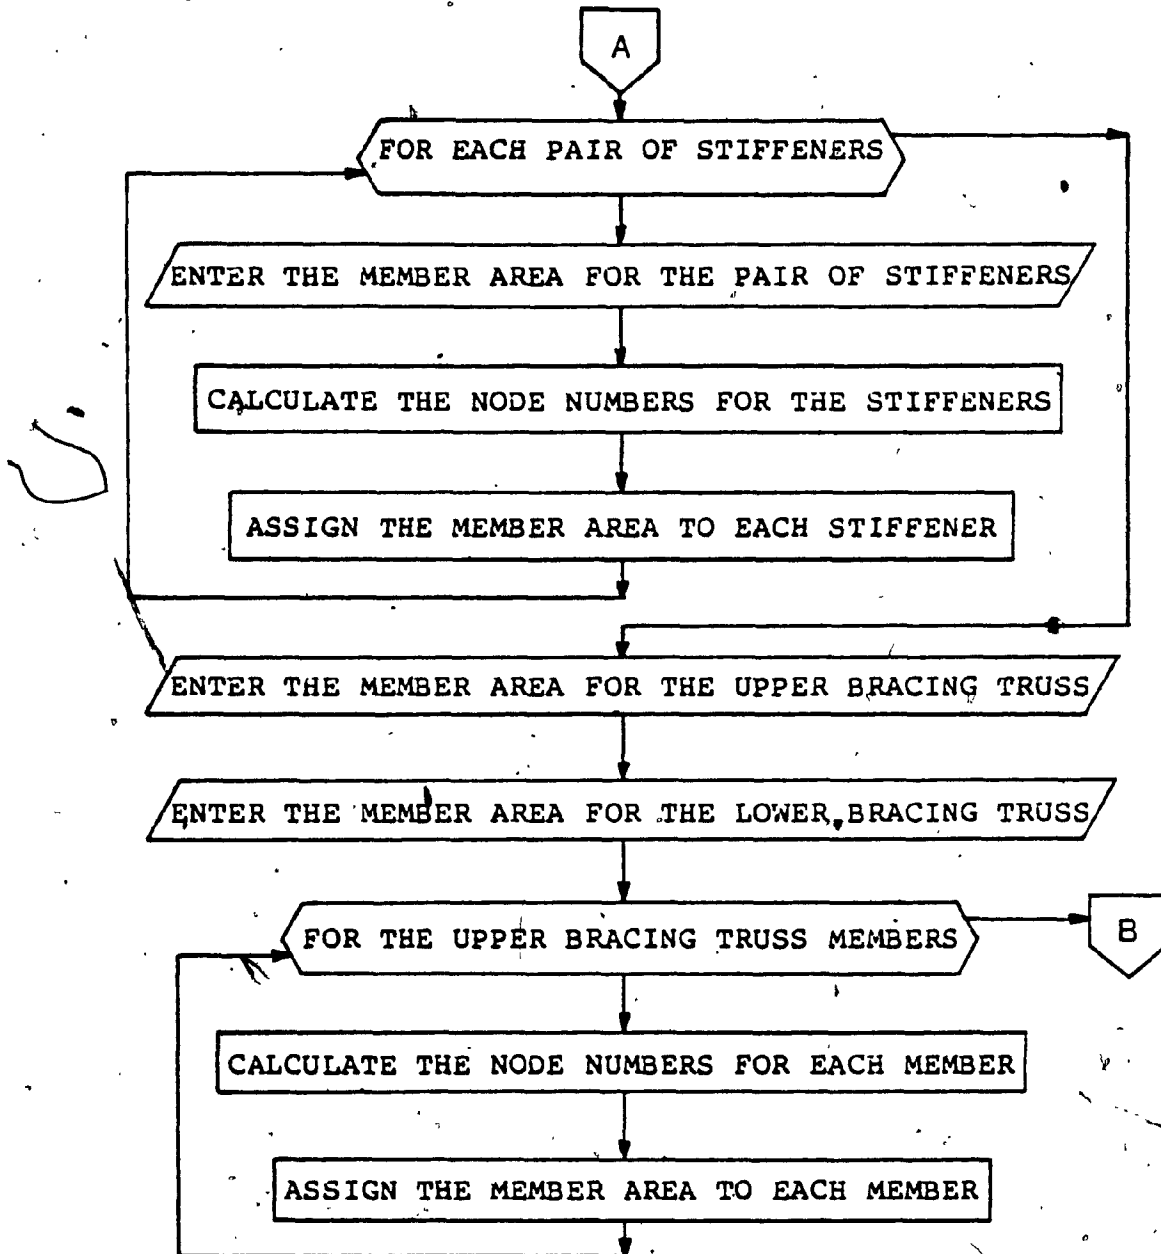 A
FOR EACH PAIR OF STIFFENERS
ENTER THE MEMBER AREA FOR THE PAIR OF STIFFENERS
CALCULATE THE NODE NUMBERS FOR THE STIFFENERS
ASSIGN THE MEMBER AREA TO EACH STIFFENER
ENTER THE MEMBER AREA FOR THE UPPER BRACING TRUSS
ENTER THE MEMBER AREA FOR THE LOWER BRACING TRUSS
FOR THE UPPER BRACING TRUSS MEMBERS
B
CALCULATE THE NODE NUMBERS FOR EACH MEMBER
ASSIGN THE MEMBER AREA TO EACH MEMBER